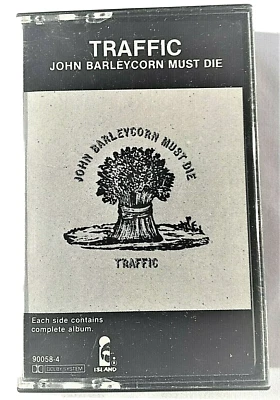 TRAFFIC
JOHN BARLEYCORN MUST DIE
JOHN BARLEYCORN MUST DIE
TRAFFIC
Each side contains
complete album.
90058-4
DOLBY SYSTEM
ISLAND